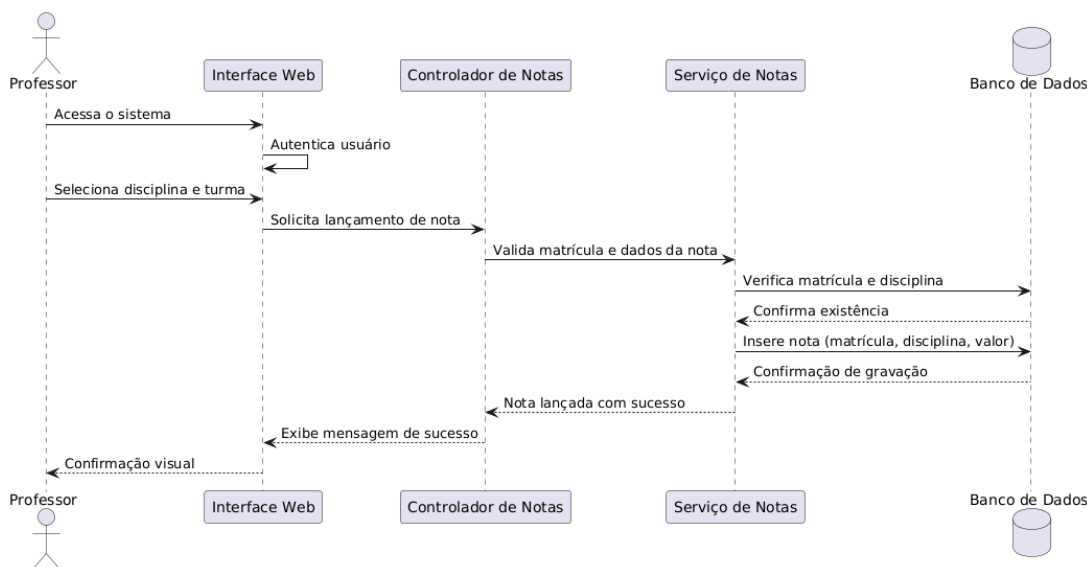 Professor
Interface Web
Controlador de Notas
Serviço de Notas
Banco de Dados
Acessa o sistema
Autentica usuário
Seleciona disciplina e turma
Solicita lançamento de nota
Valida matrícula e dados da nota
Verifica matrícula e disciplina
Confirma existência
Insere nota (matrícula, disciplina, valor)
Confirmação de gravação
Nota lançada com sucesso
Exibe mensagem de sucesso
Confirmação visual
Professor
Interface Web
Controlador de Notas
Serviço de Notas
Banco de Dados